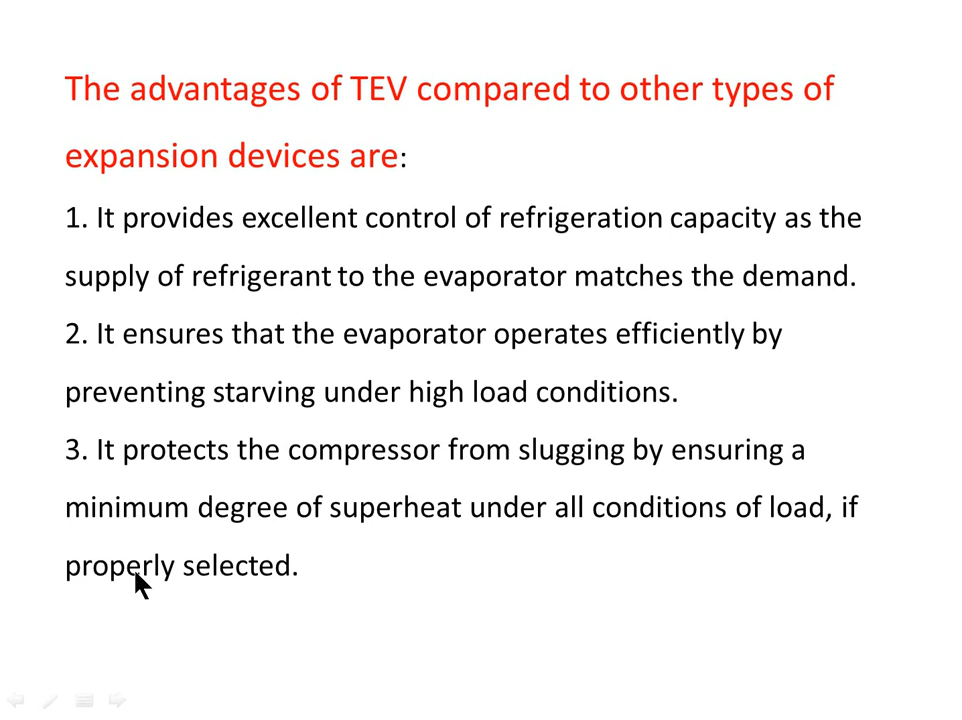 The advantages of TEV compared to other types of
expansion devices are:
1. It provides excellent control of refrigeration capacity as the
supply of refrigerant to the evaporator matches the demand.
2. It ensures that the evaporator operates efficiently by
preventing starving under high load conditions.
3. It protects the compressor from slugging by ensuring a
minimum degree of superheat under all conditions of load, if
properly selected.